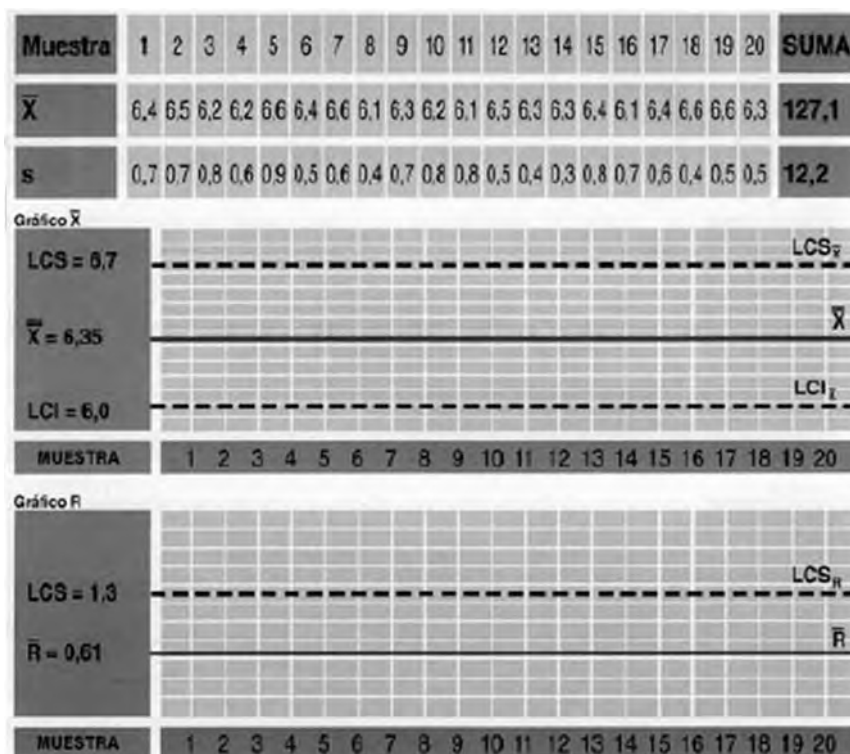 Muestra 1 2 3 4 5 6 7 8 9 10 11 12 13 14 15 16 17 18 19 20 SUMA
X̅ 6,4 6,5 6,2 6,2 6,6 6,4 6,6 6,1 6,3 6,2 6,1 6,5 6,3 6,3 6,4 6,1 6,4 6,6 6,6 6,3 127,1
s 0,7 0,7 0,8 0,6 0,9 0,5 0,6 0,4 0,7 0,8 0,8 0,5 0,4 0,3 0,8 0,7 0,6 0,4 0,5 0,5 12,2
Gráfico X̅
LCS = 6,7 LCS X̅
X̿ = 6,35 X̿
LCI = 6,0 LCI X̅
MUESTRA 1 2 3 4 5 6 7 8 9 10 11 12 13 14 15 16 17 18 19 20
Gráfico R
LCS = 1,3 LCS R
R̅ = 0,61 R̅
MUESTRA 1 2 3 4 5 6 7 8 9 10 11 12 13 14 15 16 17 18 19 20